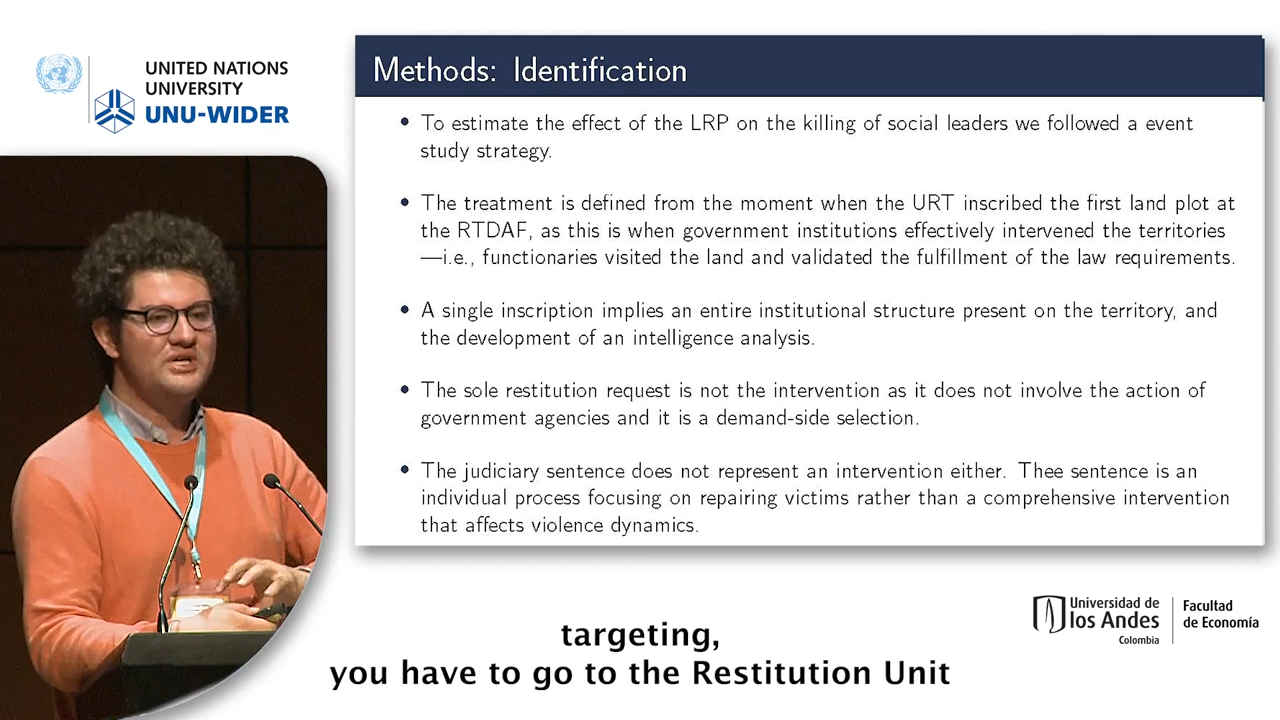 UNITED NATIONS
UNIVERSITY
UNU-WIDER
Methods: Identification
• To estimate the effect of the LRP on the killing of social leaders we followed a event
study strategy.
• The treatment is defined from the moment when the URT inscribed the first land plot at
the RTDAF, as this is when government institutions effectively intervened the territories
—i.e., functionaries visited the land and validated the fulfillment of the law requirements.
• A single inscription implies an entire institutional structure present on the territory, and
the development of an intelligence analysis.
• The sole restitution request is not the intervention as it does not involve the action of
government agencies and it is a demand-side selection.
• The judiciary sentence does not represent an intervention either. Thee sentence is an
individual process focusing on repairing victims rather than a comprehensive intervention
that affects violence dynamics.
Universidad de
los Andes
Colombia
Facultad
de Economía
targeting,
you have to go to the Restitution Unit